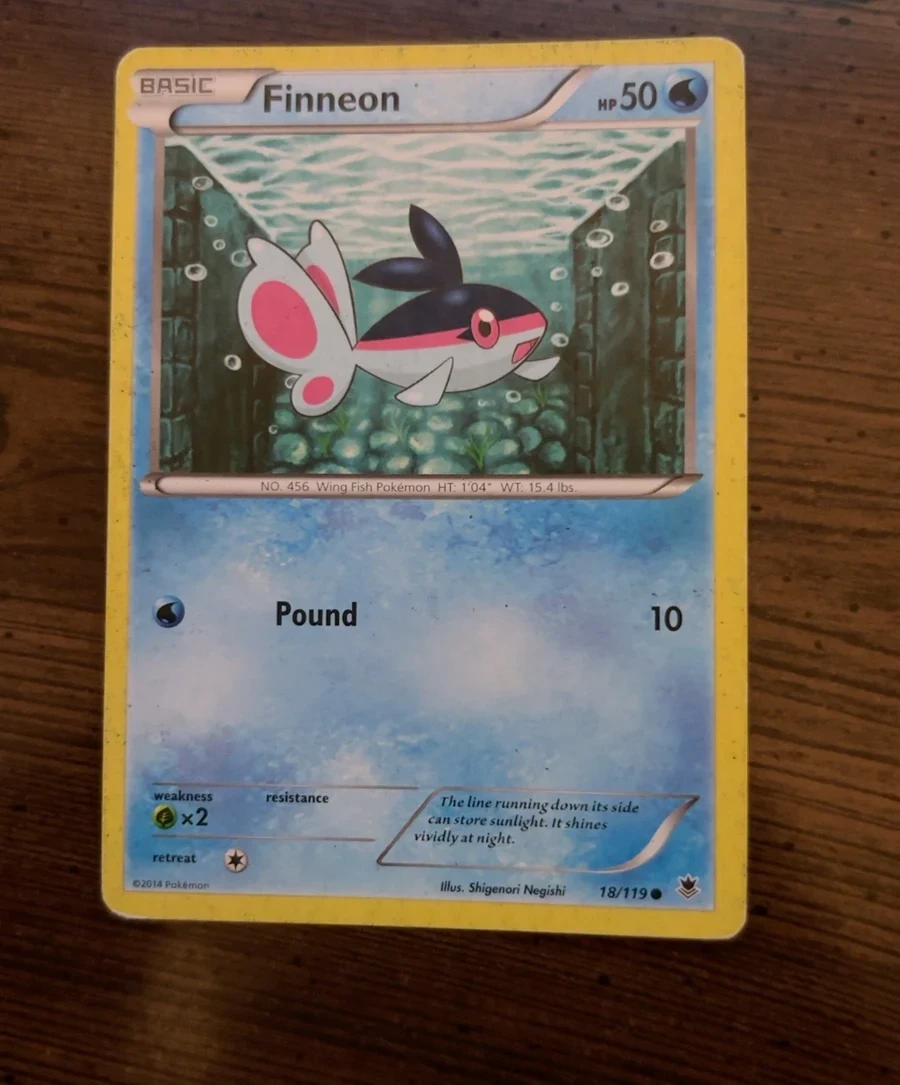 BASIC
Finneon
HP 50
NO. 456 Wing Fish Pokémon HT: 1'04" WT: 15.4 lbs.
Pound 10
weakness resistance
×2
The line running down its side
can store sunlight. It shines
vividly at night.
retreat
©2014 Pokémon
Illus. Shigenori Negishi
18/119